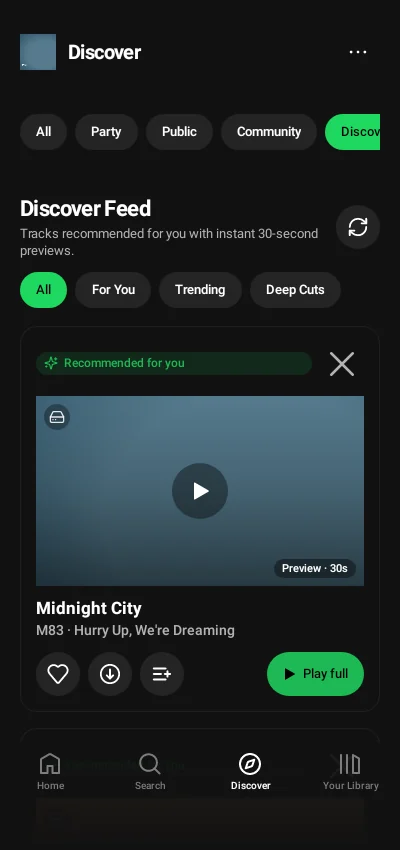 Discover
All
Party
Public
Community
Discov
Discover Feed
Tracks recommended for you with instant 30-second
previews.
All
For You
Trending
Deep Cuts
Recommended for you
Preview · 30s
Midnight City
M83 · Hurry Up, We're Dreaming
Play full
Home
Search
Discover
Your Library